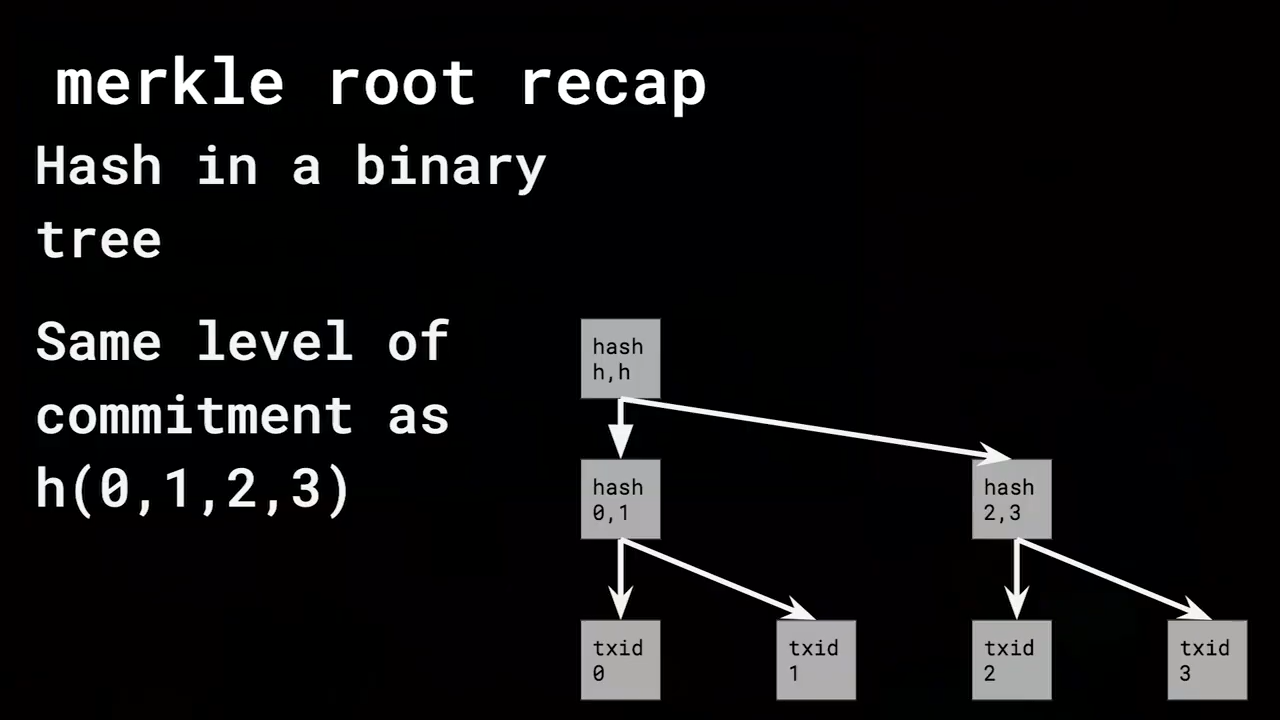 merkle root recap
Hash in a binary
tree
Same level of
commitment as
h(0,1,2,3)
hash
h,h
hash
0,1
hash
2,3
txid
0
txid
1
txid
2
txid
3